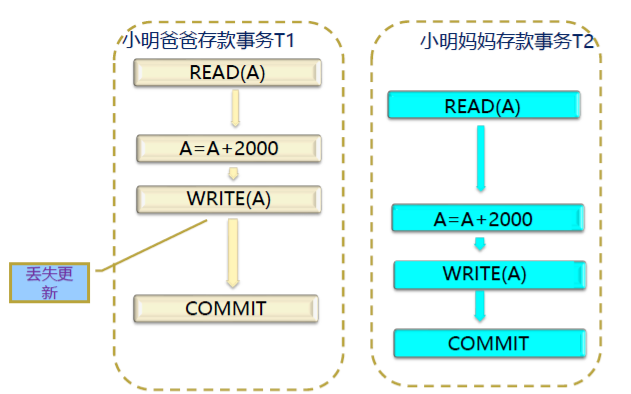 小明爸爸存款事务T1
READ(A)
A=A+2000
WRITE(A)
COMMIT
丢失更
新
小明妈妈存款事务T2
READ(A)
A=A+2000
WRITE(A)
COMMIT